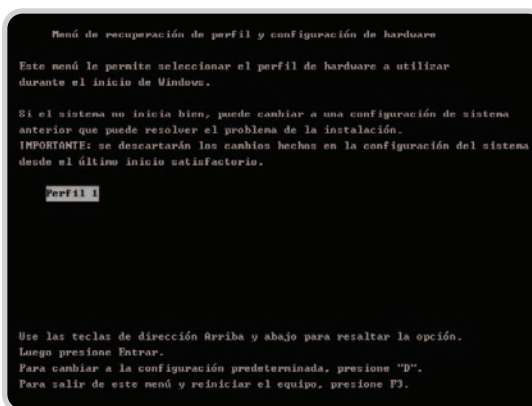 Menú de recuperación de perfil y configuración de hardware
Este menú le permite seleccionar el perfil de hardware a utilizar
durante el inicio de Windows.
Si el sistema no inicia bien, puede cambiar a una configuración de sistema
anterior que puede resolver el problema de la instalación.
IMPORTANTE: se descartarán los cambios hechos en la configuración del sistema
desde el último inicio satisfactorio.
Perfil 1
Use las teclas de dirección Arriba y abajo para resaltar la opción.
Luego presione Entrar.
Para cambiar a la configuración predeterminada, presione "D".
Para salir de este menú y reiniciar el equipo, presione F3.